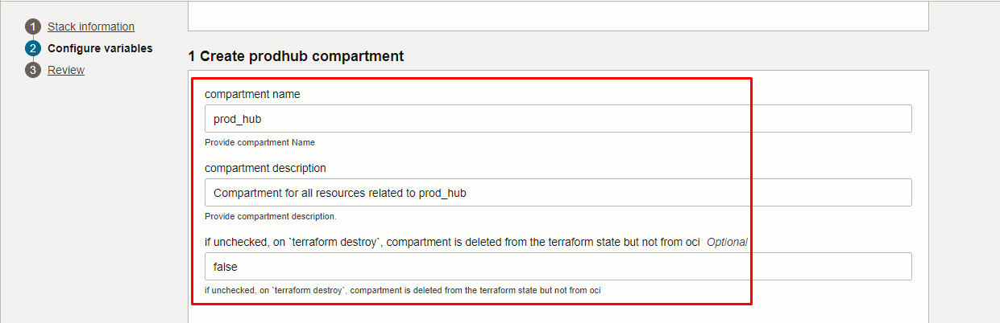 1 Stack information
2 Configure variables
3 Review
1 Create prodhub compartment
compartment name
prod_hub
Provide compartment Name
compartment description
Compartment for all resources related to prod_hub
Provide compartment description.
if unchecked, on `terraform destroy`, compartment is deleted from the terraform state but not from oci Optional
false
if unchecked, on `terraform destroy`, compartment is deleted from the terraform state but not from oci